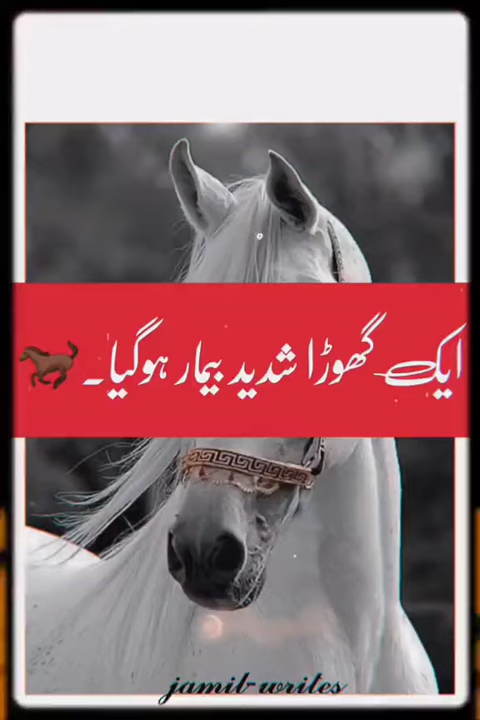 ایک گھوڑا شدید بیمار ہوگیا۔ 🐎
jamil-writes